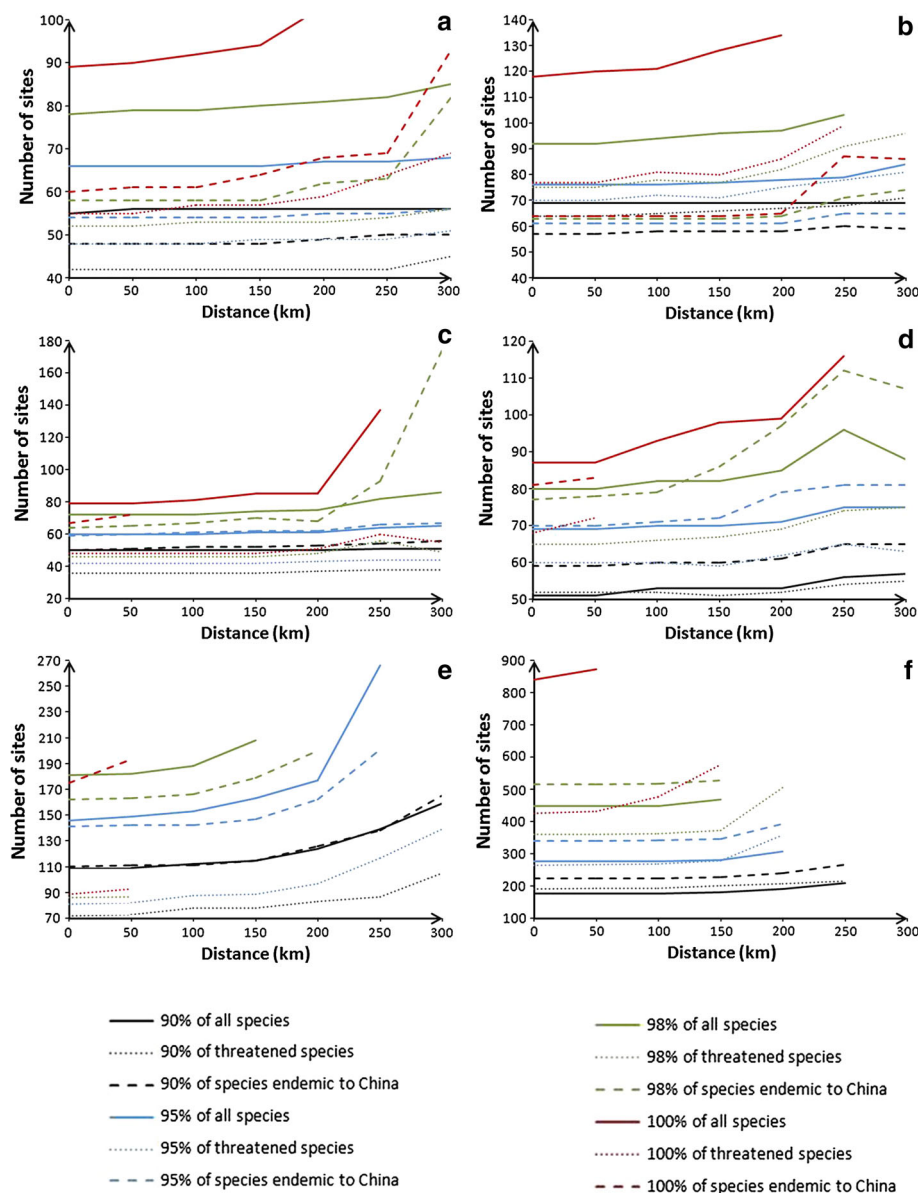 a
Number of sites
100
90
80
70
60
50
40
0 50 100 150 200 250 300
Distance (km)
b
Number of sites
140
130
120
110
100
90
80
70
60
50
40
0 50 100 150 200 250 300
Distance (km)
c
Number of sites
180
160
140
120
100
80
60
40
20
0 50 100 150 200 250 300
Distance (km)
d
Number of sites
120
110
100
90
80
70
60
50
0 50 100 150 200 250 300
Distance (km)
e
Number of sites
270
250
230
210
190
170
150
130
110
90
70
0 50 100 150 200 250 300
Distance (km)
f
Number of sites
900
800
700
600
500
400
300
200
100
0 50 100 150 200 250 300
Distance (km)
90% of all species
90% of threatened species
90% of species endemic to China
95% of all species
95% of threatened species
95% of species endemic to China
98% of all species
98% of threatened species
98% of species endemic to China
100% of all species
100% of threatened species
100% of species endemic to China